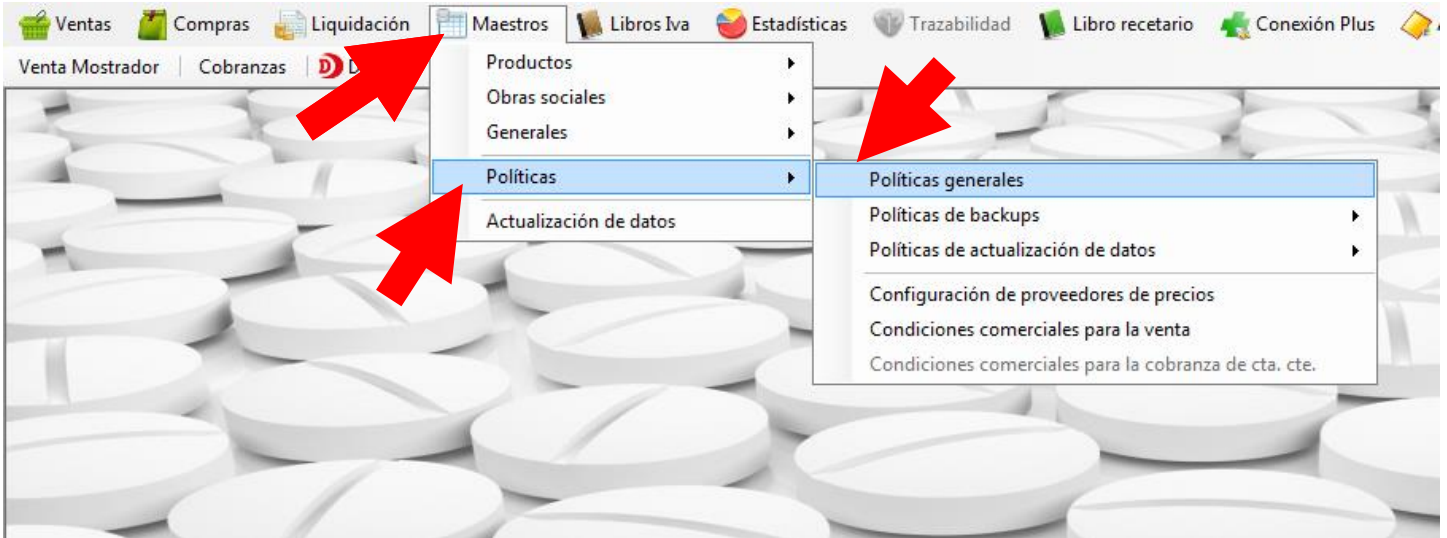 Ventas Compras Liquidación Maestros Libros Iva Estadísticas Trazabilidad Libro recetario Conexión Plus
Venta Mostrador Cobranzas
Productos
Obras sociales
Generales
Políticas
Actualización de datos
Políticas generales
Políticas de backups
Políticas de actualización de datos
Configuración de proveedores de precios
Condiciones comerciales para la venta
Condiciones comerciales para la cobranza de cta. cte.